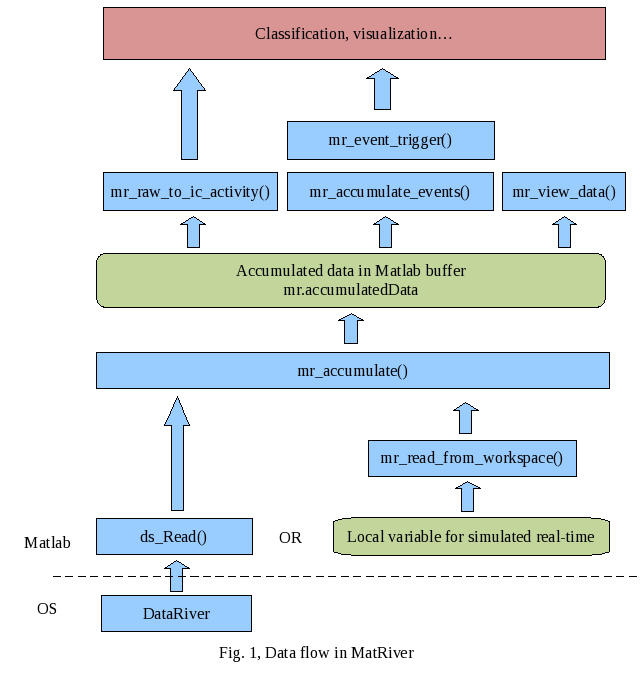 Classification, visualization…
mr_event_trigger()
mr_raw_to_ic_activity()
mr_accumulate_events()
mr_view_data()
Accumulated data in Matlab buffer
mr.accumulatedData
mr_accumulate()
mr_read_from_workspace()
Matlab
ds_Read()
OR
Local variable for simulated real-time
OS
DataRiver
Fig. 1, Data flow in MatRiver